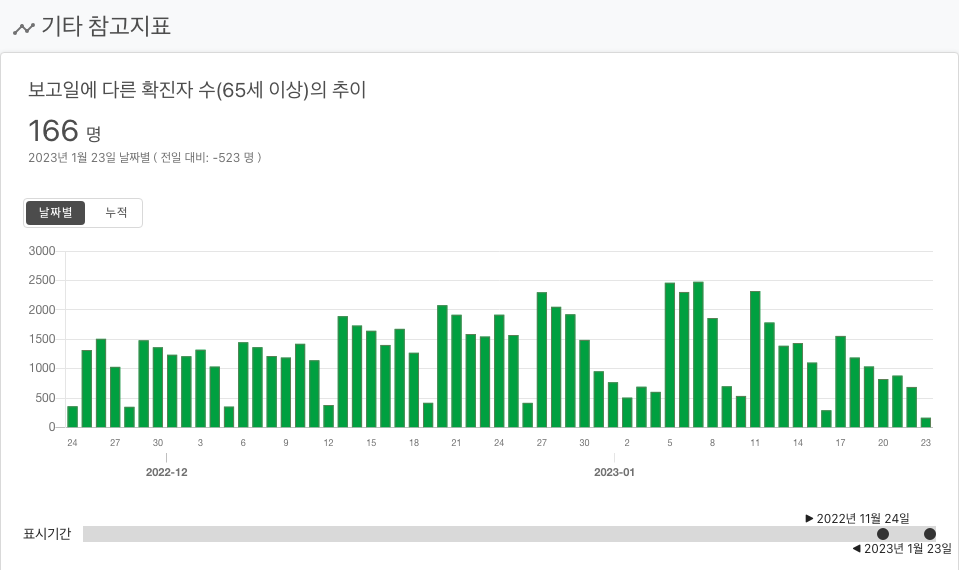 기타 참고지표
보고일에 다른 확진자 수(65세 이상)의 추이
166 명
2023년 1월 23일 날짜별 ( 전일 대비: -523 명 )
날짜별 누적
3000
2500
2000
1500
1000
500
0
24 27 30 3 6 9 12 15 18 21 24 27 30 2 5 8 11 14 17 20 23
2022-12 2023-01
▶ 2022년 11월 24일
표시기간
◀ 2023년 1월 23일